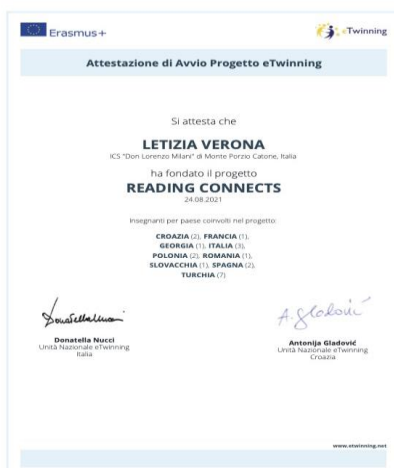 Erasmus+
eTwinning
Attestazione di Avvio Progetto eTwinning
Si attesta che
LETIZIA VERONA
ICS "Don Lorenzo Milani" di Monte Porzio Catone, Italia
ha fondato il progetto
READING CONNECTS
24.08.2021
Insegnanti per paese coinvolti nel progetto:
CROAZIA (2), FRANCIA (1),
GEORGIA (1), ITALIA (3),
POLONIA (2), ROMANIA (1),
SLOVACCHIA (1), SPAGNA (2),
TURCHIA (7)
A. Gladović
Donatella Nucci
Unità Nazionale eTwinning
Italia
Antonija Gladović
Unità Nazionale eTwinning
Croazia
www.etwinning.net